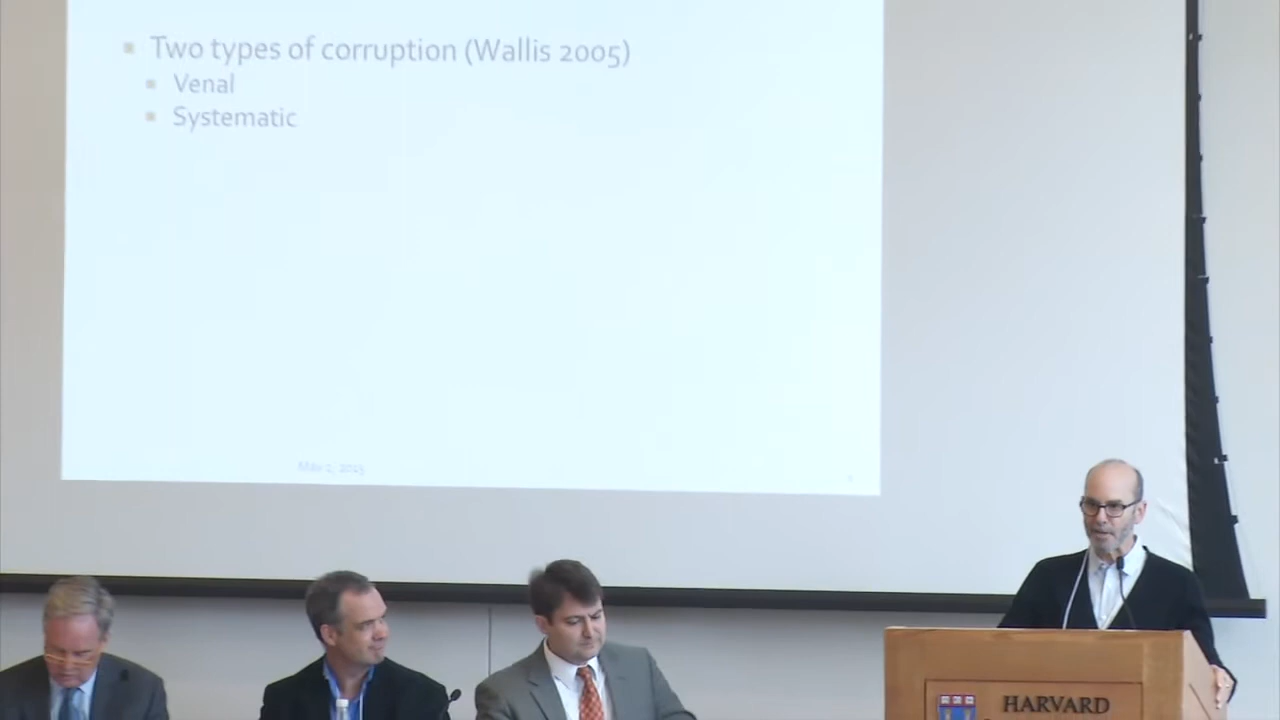 Two types of corruption (Wallis 2005)
Venal
Systematic
HARVARD